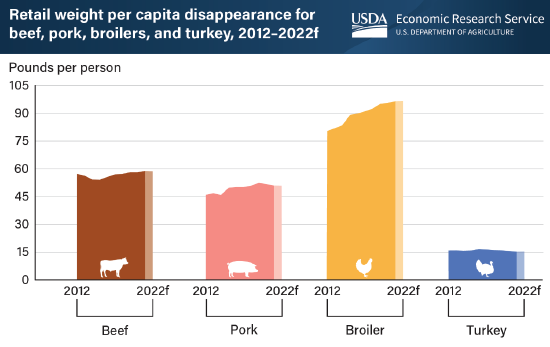 Retail weight per capita disappearance for
beef, pork, broilers, and turkey, 2012–2022f
USDA
Economic Research Service
U.S. DEPARTMENT OF AGRICULTURE
Pounds per person
105
90
75
60
45
30
15
0
2012 2022f 2012 2022f 2012 2022f 2012 2022f
Beef Pork Broiler Turkey